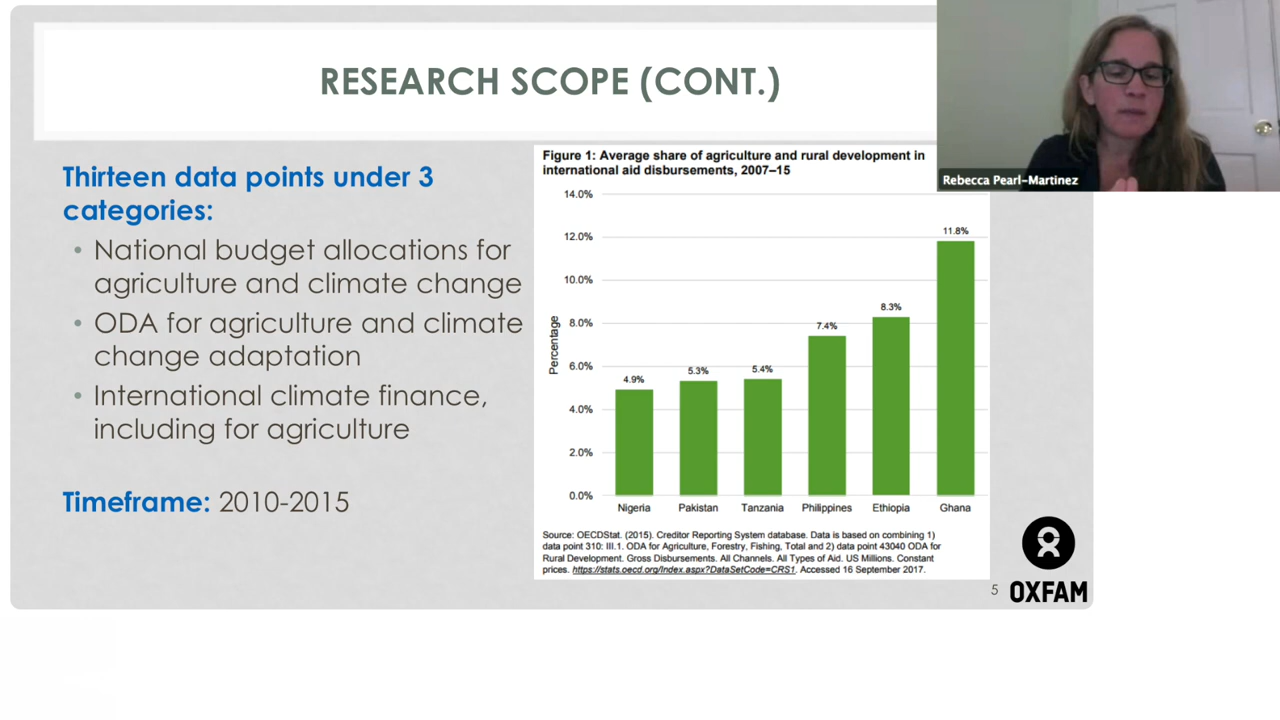 RESEARCH SCOPE (CONT.)
Rebecca Pearl-Martinez
Thirteen data points under 3
categories:
• National budget allocations for
agriculture and climate change
• ODA for agriculture and climate
change adaptation
• International climate finance,
including for agriculture
Timeframe: 2010-2015
Figure 1: Average share of agriculture and rural development in
international aid disbursements, 2007–15
Percentage
14.0%
12.0%
10.0%
8.0%
6.0%
4.0%
2.0%
0.0%
4.9%
5.3%
5.4%
7.4%
8.3%
11.8%
Nigeria
Pakistan
Tanzania
Philippines
Ethiopia
Ghana
Source: OECDStat. (2015). Creditor Reporting System database. Data is based on combining 1)
data point 310: III.1. ODA for Agriculture, Forestry, Fishing, Total and 2) data point 43040 ODA for
Rural Development. Gross Disbursements. All Channels. All Types of Aid. US Millions. Constant
prices. https://stats.oecd.org/Index.aspx?DataSetCode=CRS1. Accessed 16 September 2017.
5
OXFAM